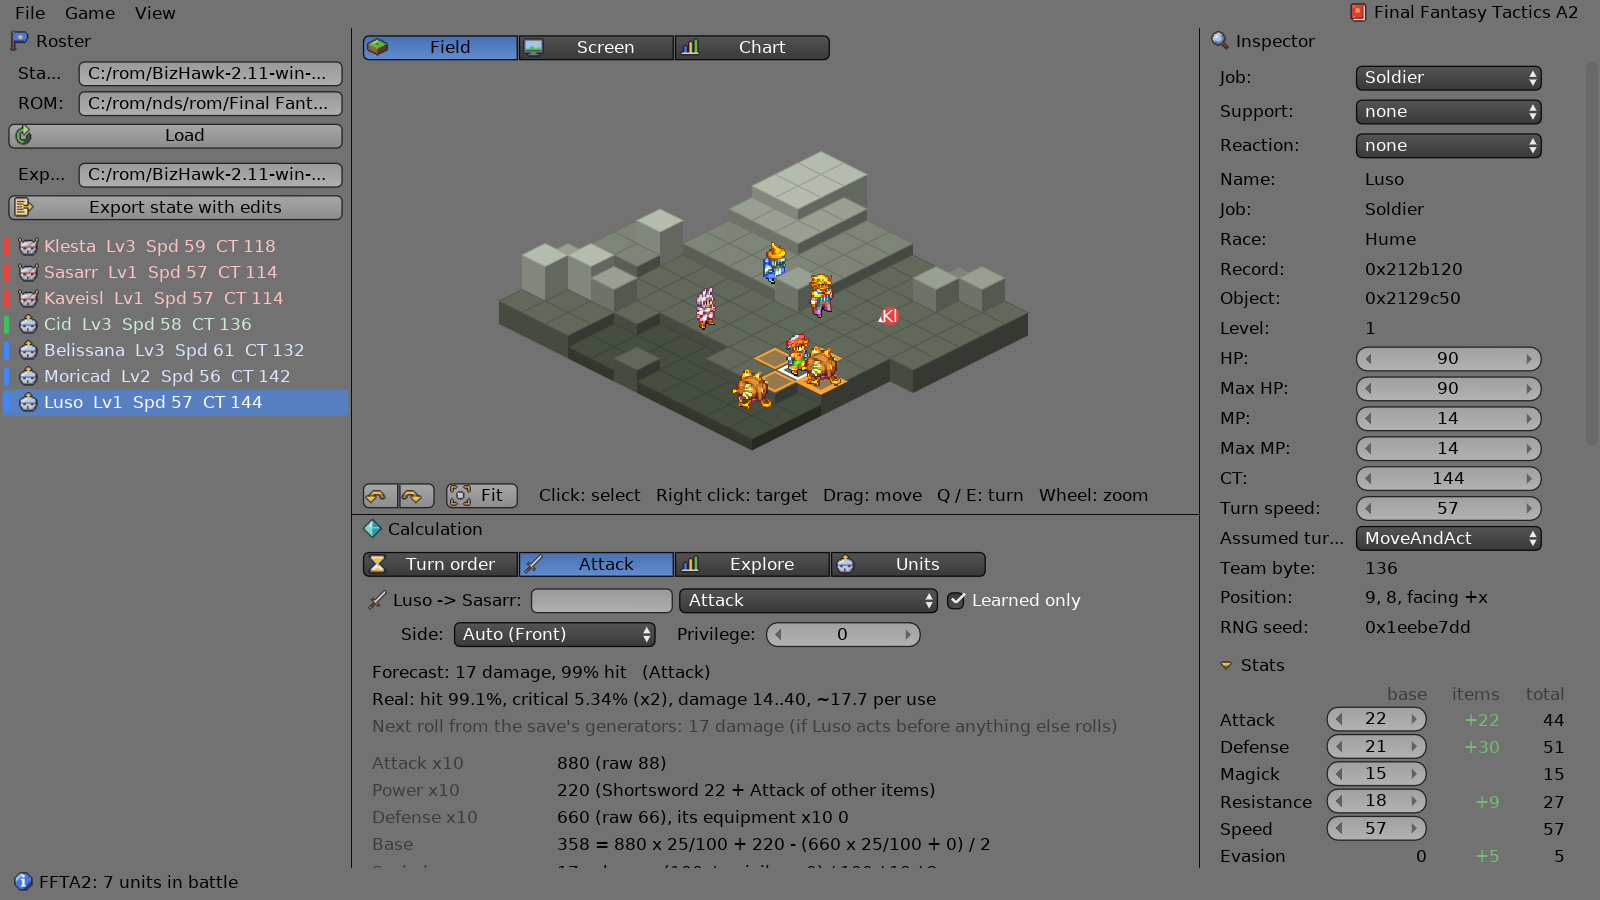 File Game View
Final Fantasy Tactics A2
Roster
Sta... C:/rom/BizHawk-2.11-win-...
ROM: C:/rom/nds/rom/Final Fant...
Load
Exp... C:/rom/BizHawk-2.11-win-...
Export state with edits
Klesta Lv3 Spd 59 CT 118
Sasarr Lv1 Spd 57 CT 114
Kaveisl Lv1 Spd 57 CT 114
Cid Lv3 Spd 58 CT 136
Belissana Lv3 Spd 61 CT 132
Moricad Lv2 Spd 56 CT 142
Luso Lv1 Spd 57 CT 144
Field Screen Chart
Kl
Fit Click: select Right click: target Drag: move Q / E: turn Wheel: zoom
Calculation
Turn order Attack Explore Units
Luso -> Sasarr: Attack Learned only
Side: Auto (Front) Privilege: 0
Forecast: 17 damage, 99% hit (Attack)
Real: hit 99.1%, critical 5.34% (x2), damage 14..40, ~17.7 per use
Next roll from the save's generators: 17 damage (if Luso acts before anything else rolls)
Attack x10 880 (raw 88)
Power x10 220 (Shortsword 22 + Attack of other items)
Defense x10 660 (raw 66), its equipment x10 0
Base 358 = 880 x 25/100 + 220 - (660 x 25/100 + 0) / 2
Inspector
Job: Soldier
Support: none
Reaction: none
Name: Luso
Job: Soldier
Race: Hume
Record: 0x212b120
Object: 0x2129c50
Level: 1
HP: 90
Max HP: 90
MP: 14
Max MP: 14
CT: 144
Turn speed: 57
Assumed tur... MoveAndAct
Team byte: 136
Position: 9, 8, facing +x
RNG seed: 0x1eebe7dd
Stats
base items total
Attack 22 +22 44
Defense 21 +30 51
Magick 15 15
Resistance 18 +9 27
Speed 57 57
Evasion 0 +5 5
FFTA2: 7 units in battle